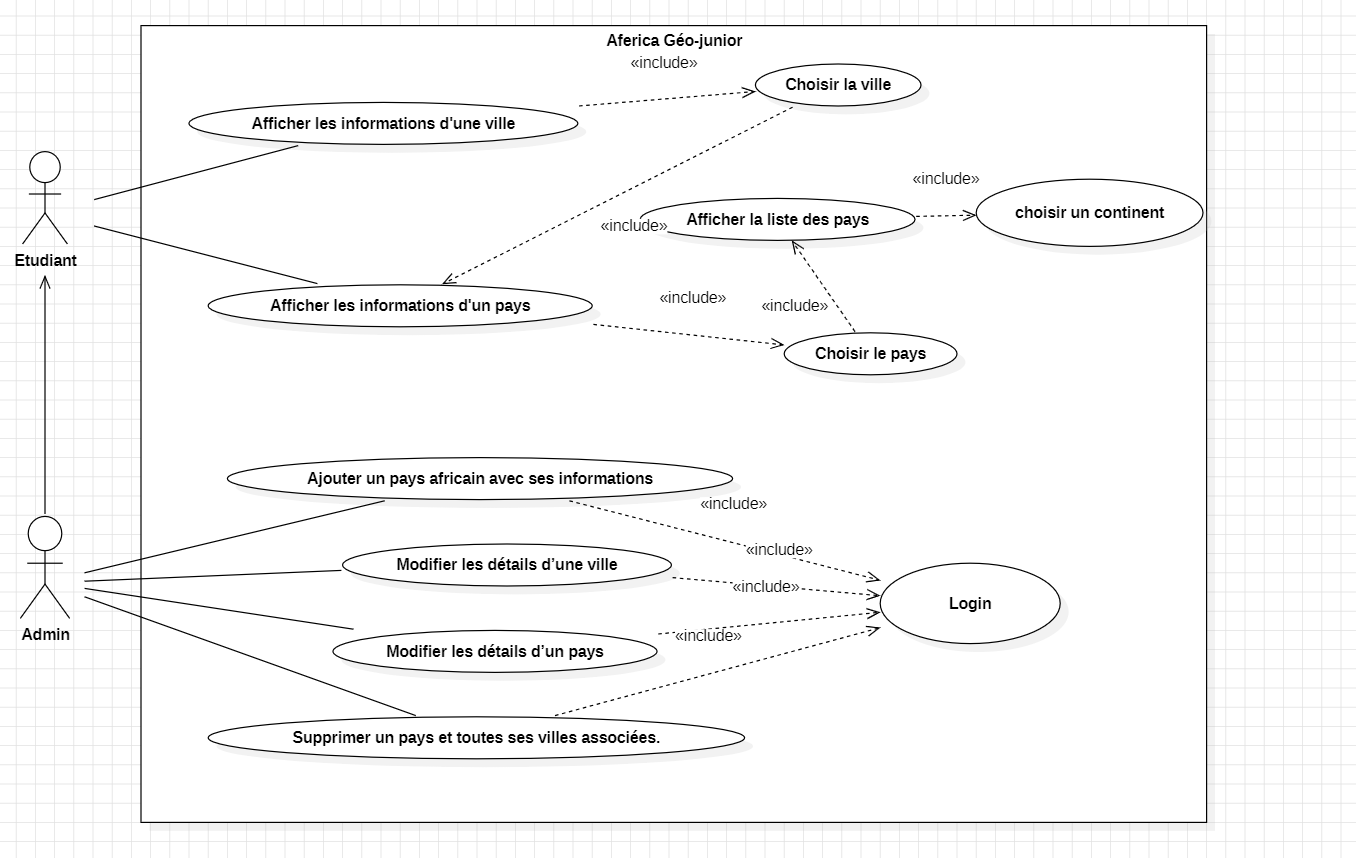 Aferica Géo-junior
«include»
Choisir la ville
Afficher les informations d'une ville
«include»
choisir un continent
Afficher la liste des pays
«include»
Etudiant
«include»
«include»
Afficher les informations d'un pays
Choisir le pays
Ajouter un pays africain avec ses informations
«include»
«include»
Modifier les détails d’une ville
«include»
Login
Admin
«include»
Modifier les détails d’un pays
Supprimer un pays et toutes ses villes associées.